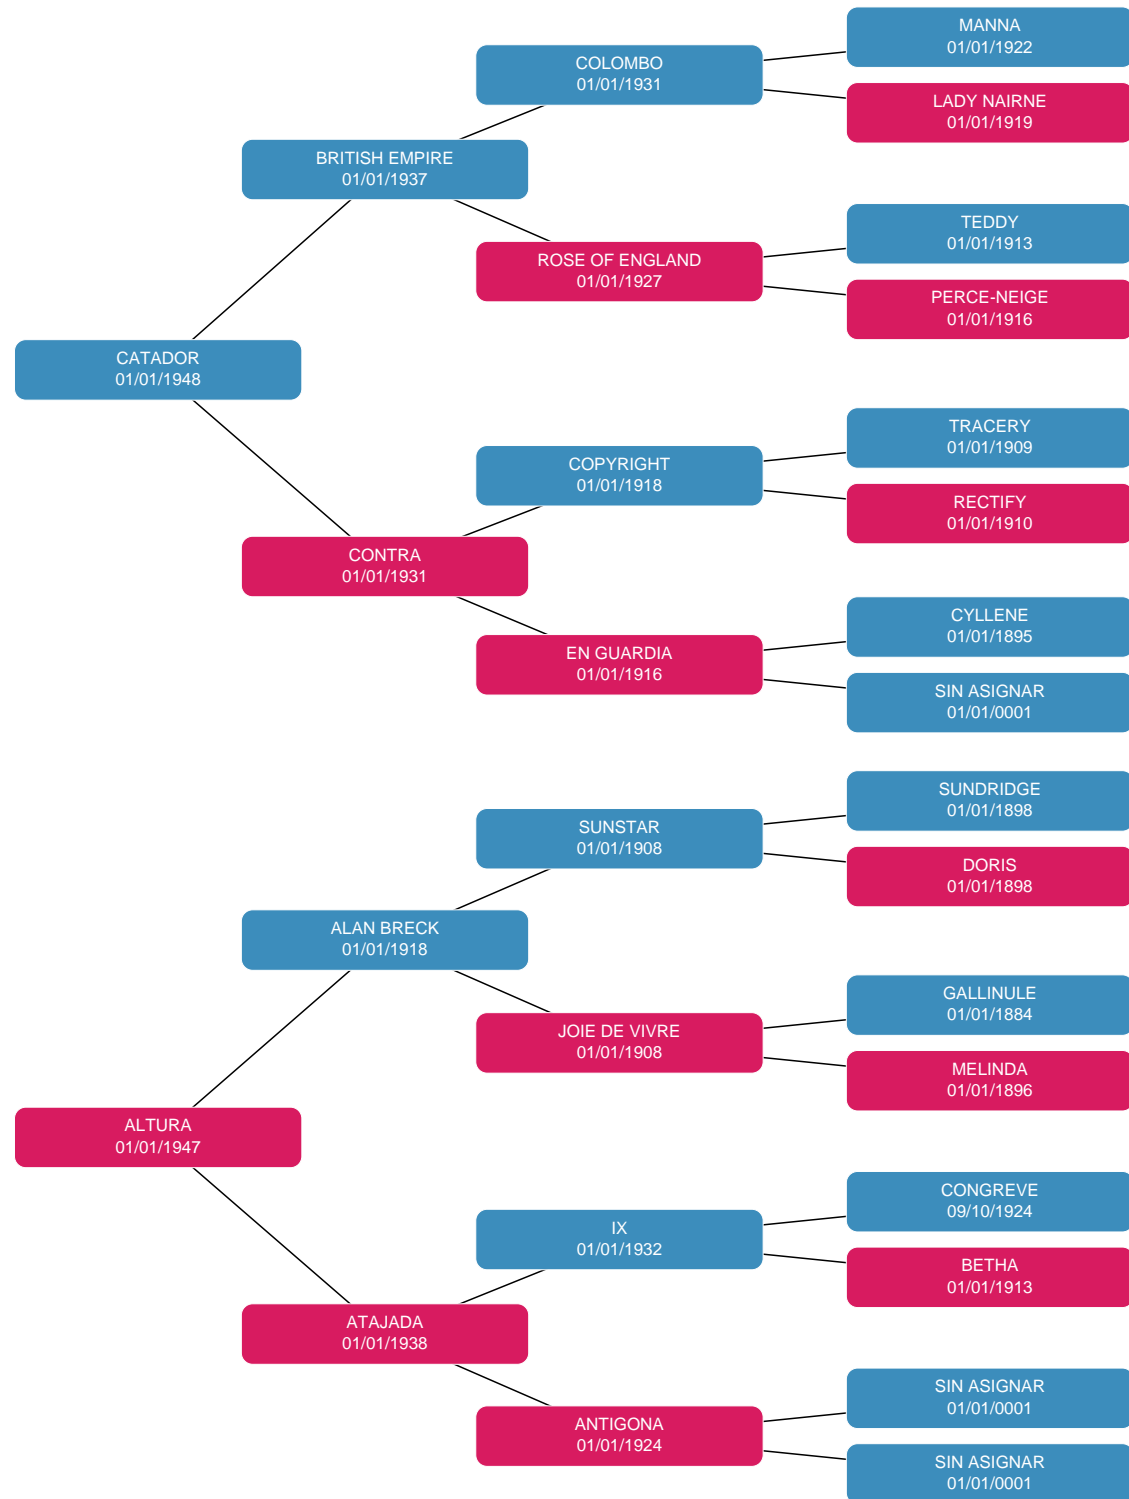 MANNA
01/01/1922
COLOMBO
01/01/1931
LADY NAIRNE
01/01/1919
BRITISH EMPIRE
01/01/1937
TEDDY
01/01/1913
ROSE OF ENGLAND
01/01/1927
PERCE-NEIGE
01/01/1916
CATADOR
01/01/1948
TRACERY
01/01/1909
COPYRIGHT
01/01/1918
RECTIFY
01/01/1910
CONTRA
01/01/1931
CYLLENE
01/01/1895
EN GUARDIA
01/01/1916
SIN ASIGNAR
01/01/0001
SUNDRIDGE
01/01/1898
SUNSTAR
01/01/1908
DORIS
01/01/1898
ALAN BRECK
01/01/1918
GALLINULE
01/01/1884
JOIE DE VIVRE
01/01/1908
MELINDA
01/01/1896
ALTURA
01/01/1947
CONGREVE
09/10/1924
IX
01/01/1932
BETHA
01/01/1913
ATAJADA
01/01/1938
SIN ASIGNAR
01/01/0001
ANTIGONA
01/01/1924
SIN ASIGNAR
01/01/0001